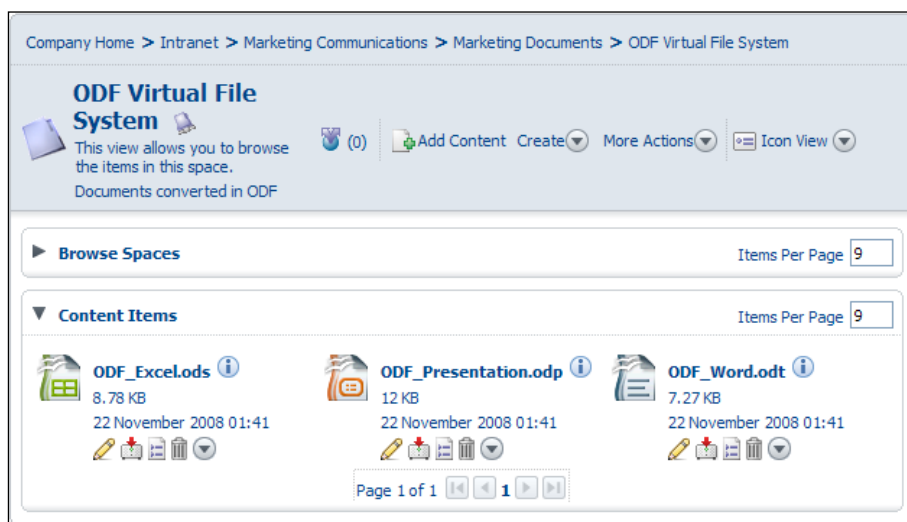 Company Home > Intranet > Marketing Communications > Marketing Documents > ODF Virtual File System
ODF Virtual File
System
This view allows you to browse
the items in this space.
Documents converted in ODF
(0) Add Content Create More Actions Icon View
Browse Spaces Items Per Page 9
Content Items Items Per Page 9
ODF_Excel.ods ODF_Presentation.odp ODF_Word.odt
8.78 KB 12 KB 7.27 KB
22 November 2008 01:41 22 November 2008 01:41 22 November 2008 01:41
Page 1 of 1 1